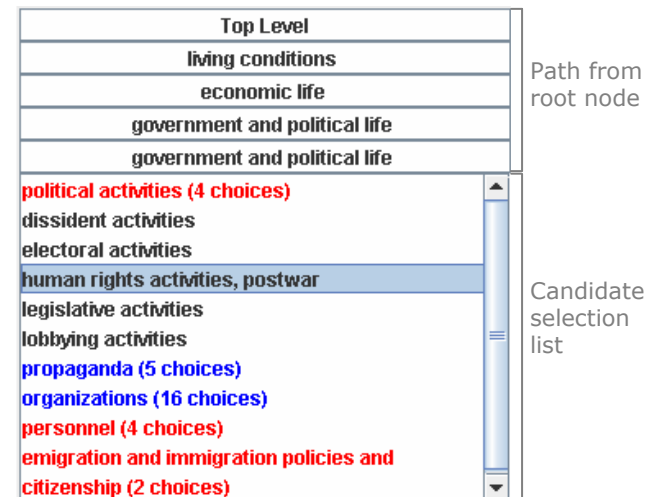 Top Level
living conditions
economic life
government and political life
government and political life
Path from
root node
political activities (4 choices)
dissident activities
electoral activities
human rights activities, postwar
legislative activities
lobbying activities
propaganda (5 choices)
organizations (16 choices)
personnel (4 choices)
emigration and immigration policies and
citizenship (2 choices)
Candidate
selection
list